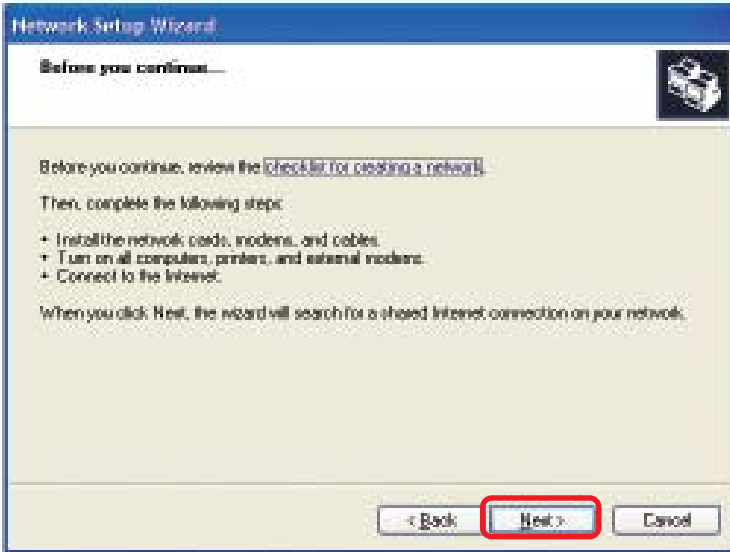 Network Setup Wizard
Before you continue...
Before you continue, review the checklist for creating a network.
Then, complete the following steps:
• Install the network cards, modems, and cables.
• Turn on all computers, printers, and external modems.
• Connect to the Internet.
When you click Next, the wizard will search for a shared Internet connection on your network.
< Back Next > Cancel